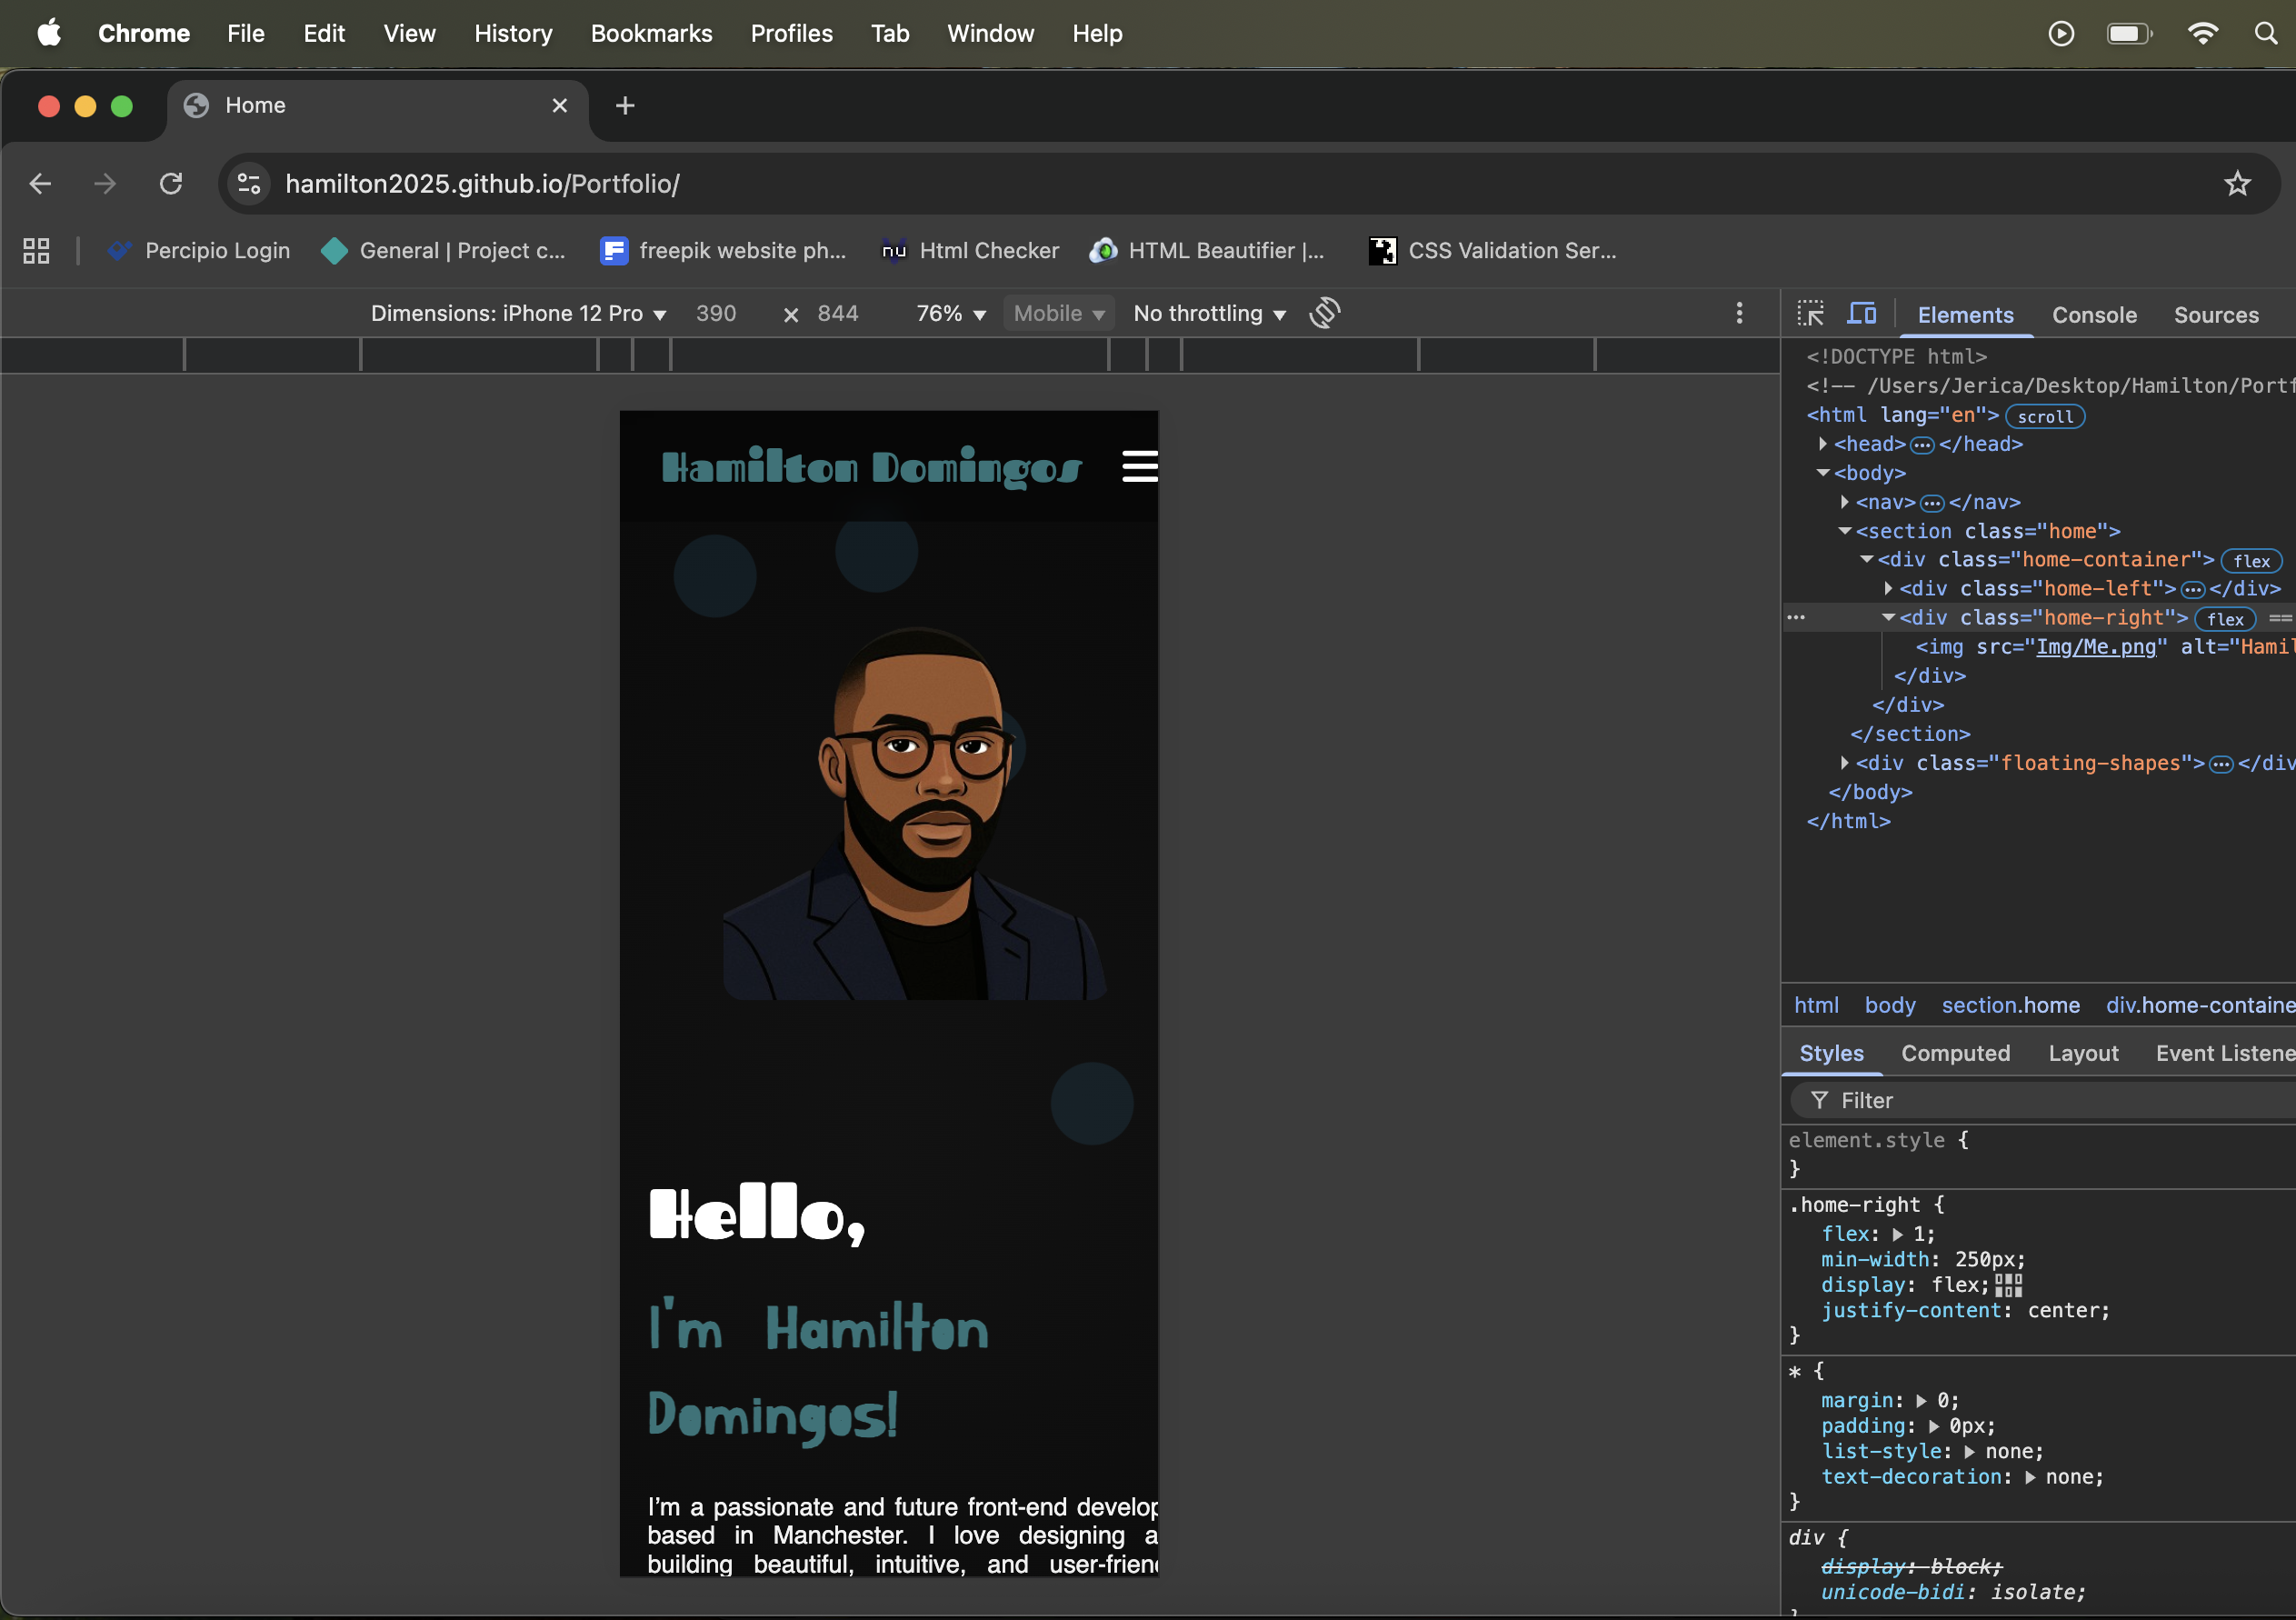 Chrome File Edit View History Bookmarks Profiles Tab Window Help
Home
hamilton2025.github.io/Portfolio/
Percipio Login General | Project c... freepik website ph... nu Html Checker HTML Beautifier |... CSS Validation Ser...
Dimensions: iPhone 12 Pro 390 × 844 76% Mobile No throttling
Elements Console Sources
Hamilton Domingos
Hello,
I'm Hamilton
Domingos!
I'm a passionate and future front-end develop
based in Manchester. I love designing a
building beautiful, intuitive, and user-frien
<!DOCTYPE html>
<!-- /Users/Jerica/Desktop/Hamilton/Portf
<html lang="en"> scroll
<head>…</head>
<body>
<nav>…</nav>
<section class="home">
<div class="home-container"> flex
<div class="home-left">…</div>
… <div class="home-right"> flex ==
<img src="Img/Me.png" alt="Hamil
</div>
</div>
</section>
<div class="floating-shapes">…</div
</body>
</html>
html body section.home div.home-containe
Styles Computed Layout Event Listene
Filter
element.style {
}
.home-right {
flex: 1;
min-width: 250px;
display: flex;
justify-content: center;
}
* {
margin: 0;
padding: 0px;
list-style: none;
text-decoration: none;
}
div {
display: block;
unicode-bidi: isolate;